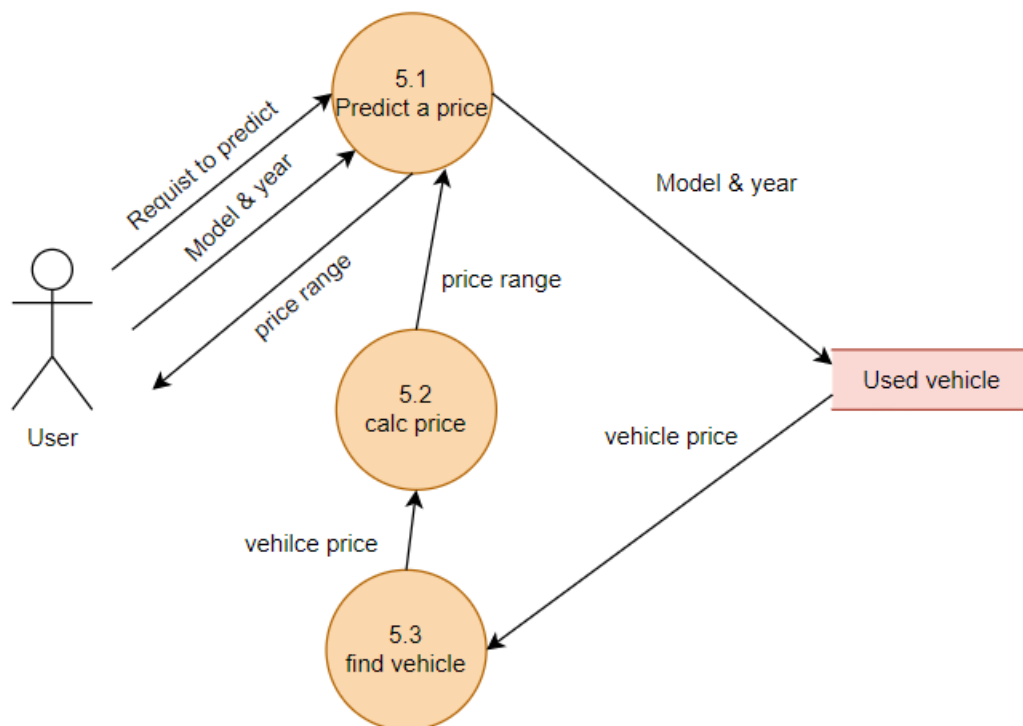 5.1
Predict a price
Requist to predict
Model & year
price range
Model & year
price range
User
5.2
calc price
Used vehicle
vehicle price
vehilce price
5.3
find vehicle